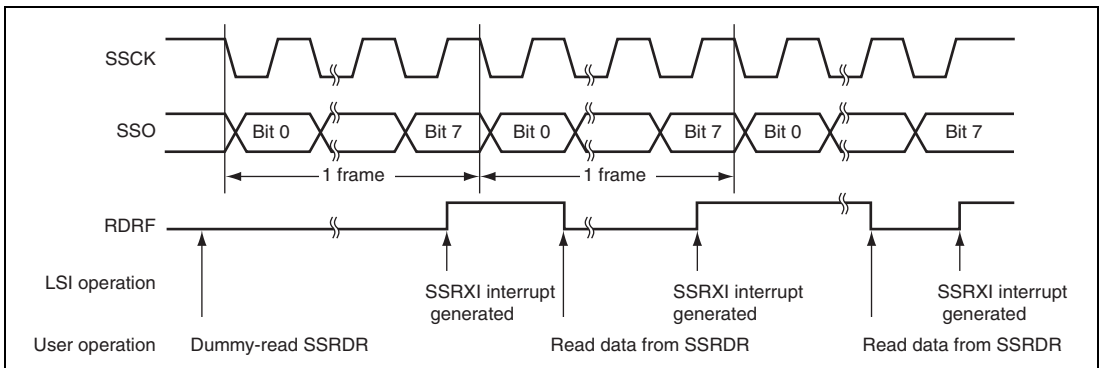 SSCK
SSO
Bit 0
Bit 7
Bit 0
Bit 7
Bit 0
Bit 7
1 frame
1 frame
RDRF
LSI operation
SSRXI interrupt
generated
SSRXI interrupt
generated
SSRXI interrupt
generated
User operation
Dummy-read SSRDR
Read data from SSRDR
Read data from SSRDR